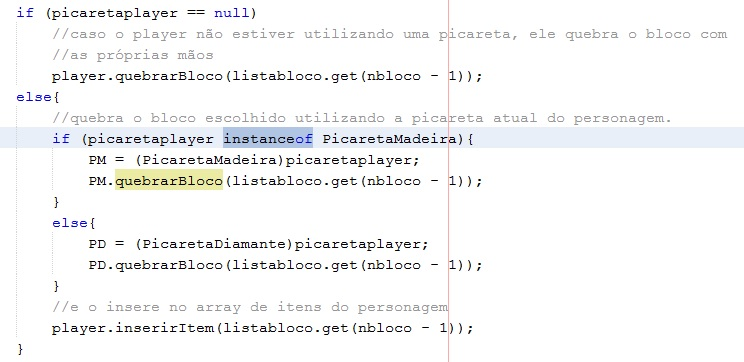 if (picaretaplayer == null)
//caso o player não estiver utilizando uma picareta, ele quebra o bloco com
//as próprias mãos
player.quebrarBloco(listabloco.get(nbloco - 1));
else{
//quebra o bloco escolhido utilizando a picareta atual do personagem.
if (picaretaplayer instanceof PicaretaMadeira){
PM = (PicaretaMadeira)picaretaplayer;
PM.quebrarBloco(listabloco.get(nbloco - 1));
}
else{
PD = (PicaretaDiamante)picaretaplayer;
PD.quebrarBloco(listabloco.get(nbloco - 1));
}
//e o insere no array de itens do personagem
player.inserirItem(listabloco.get(nbloco - 1));
}